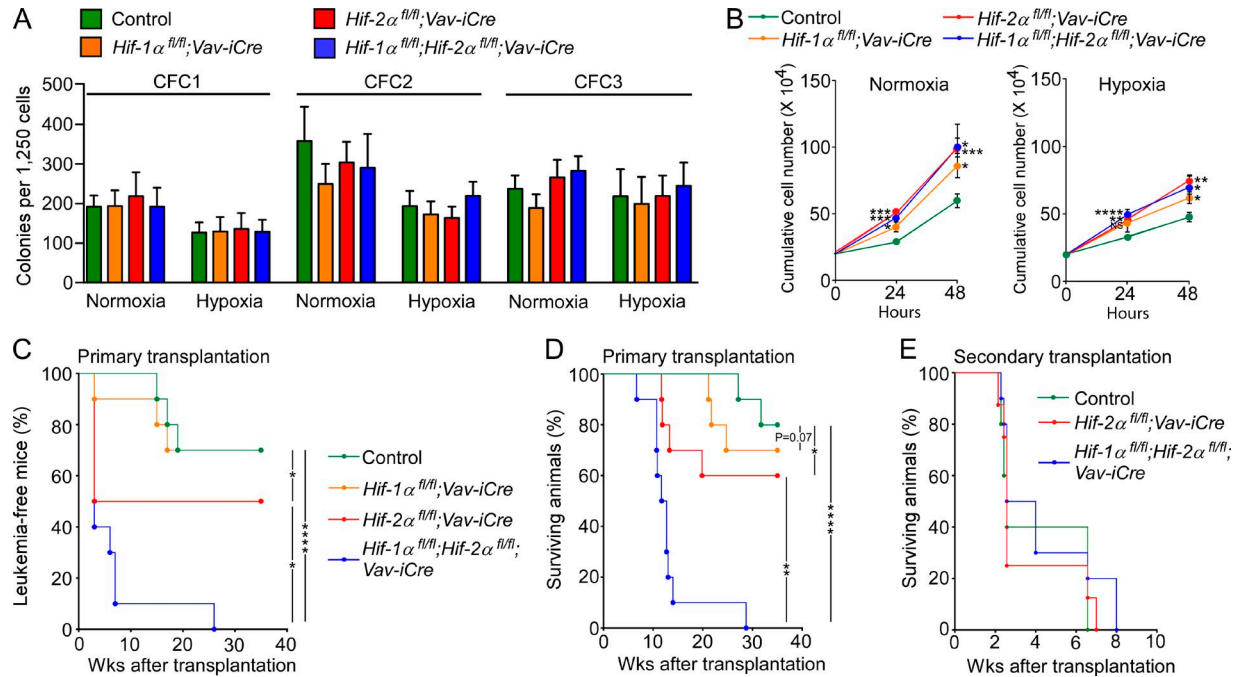 A
Control
Hif-2α fl/fl;Vav-iCre
Hif-1α fl/fl;Vav-iCre
Hif-1α fl/fl;Hif-2α fl/fl;Vav-iCre
CFC1
CFC2
CFC3
Colonies per 1,250 cells
500
400
300
200
100
0
Normoxia
Hypoxia
Normoxia
Hypoxia
Normoxia
Hypoxia
B
Control
Hif-2α fl/fl;Vav-iCre
Hif-1α fl/fl;Vav-iCre
Hif-1α fl/fl;Hif-2α fl/fl;Vav-iCre
Normoxia
Cumulative cell number (X 10⁴)
150
100
50
0
0
24
48
Hours
***
***
*
*
***
*
Hypoxia
Cumulative cell number (X 10⁴)
150
100
50
0
0
24
48
Hours
****
**
NS
**
*
*
C
Primary transplantation
Leukemia-free mice (%)
100
80
60
40
20
0
0
10
20
30
40
Wks after transplantation
*
*
****
Control
Hif-1α fl/fl;Vav-iCre
Hif-2α fl/fl;Vav-iCre
Hif-1α fl/fl;Hif-2α fl/fl;
Vav-iCre
D
Primary transplantation
Surviving animals (%)
100
80
60
40
20
0
0
10
20
30
40
Wks after transplantation
P=0.07
*
**
****
E
Secondary transplantation
Surviving animals (%)
100
80
60
40
20
0
0
2
4
6
8
10
Wks after transplantation
Control
Hif-2α fl/fl;Vav-iCre
Hif-1α fl/fl;Hif-2α fl/fl;
Vav-iCre